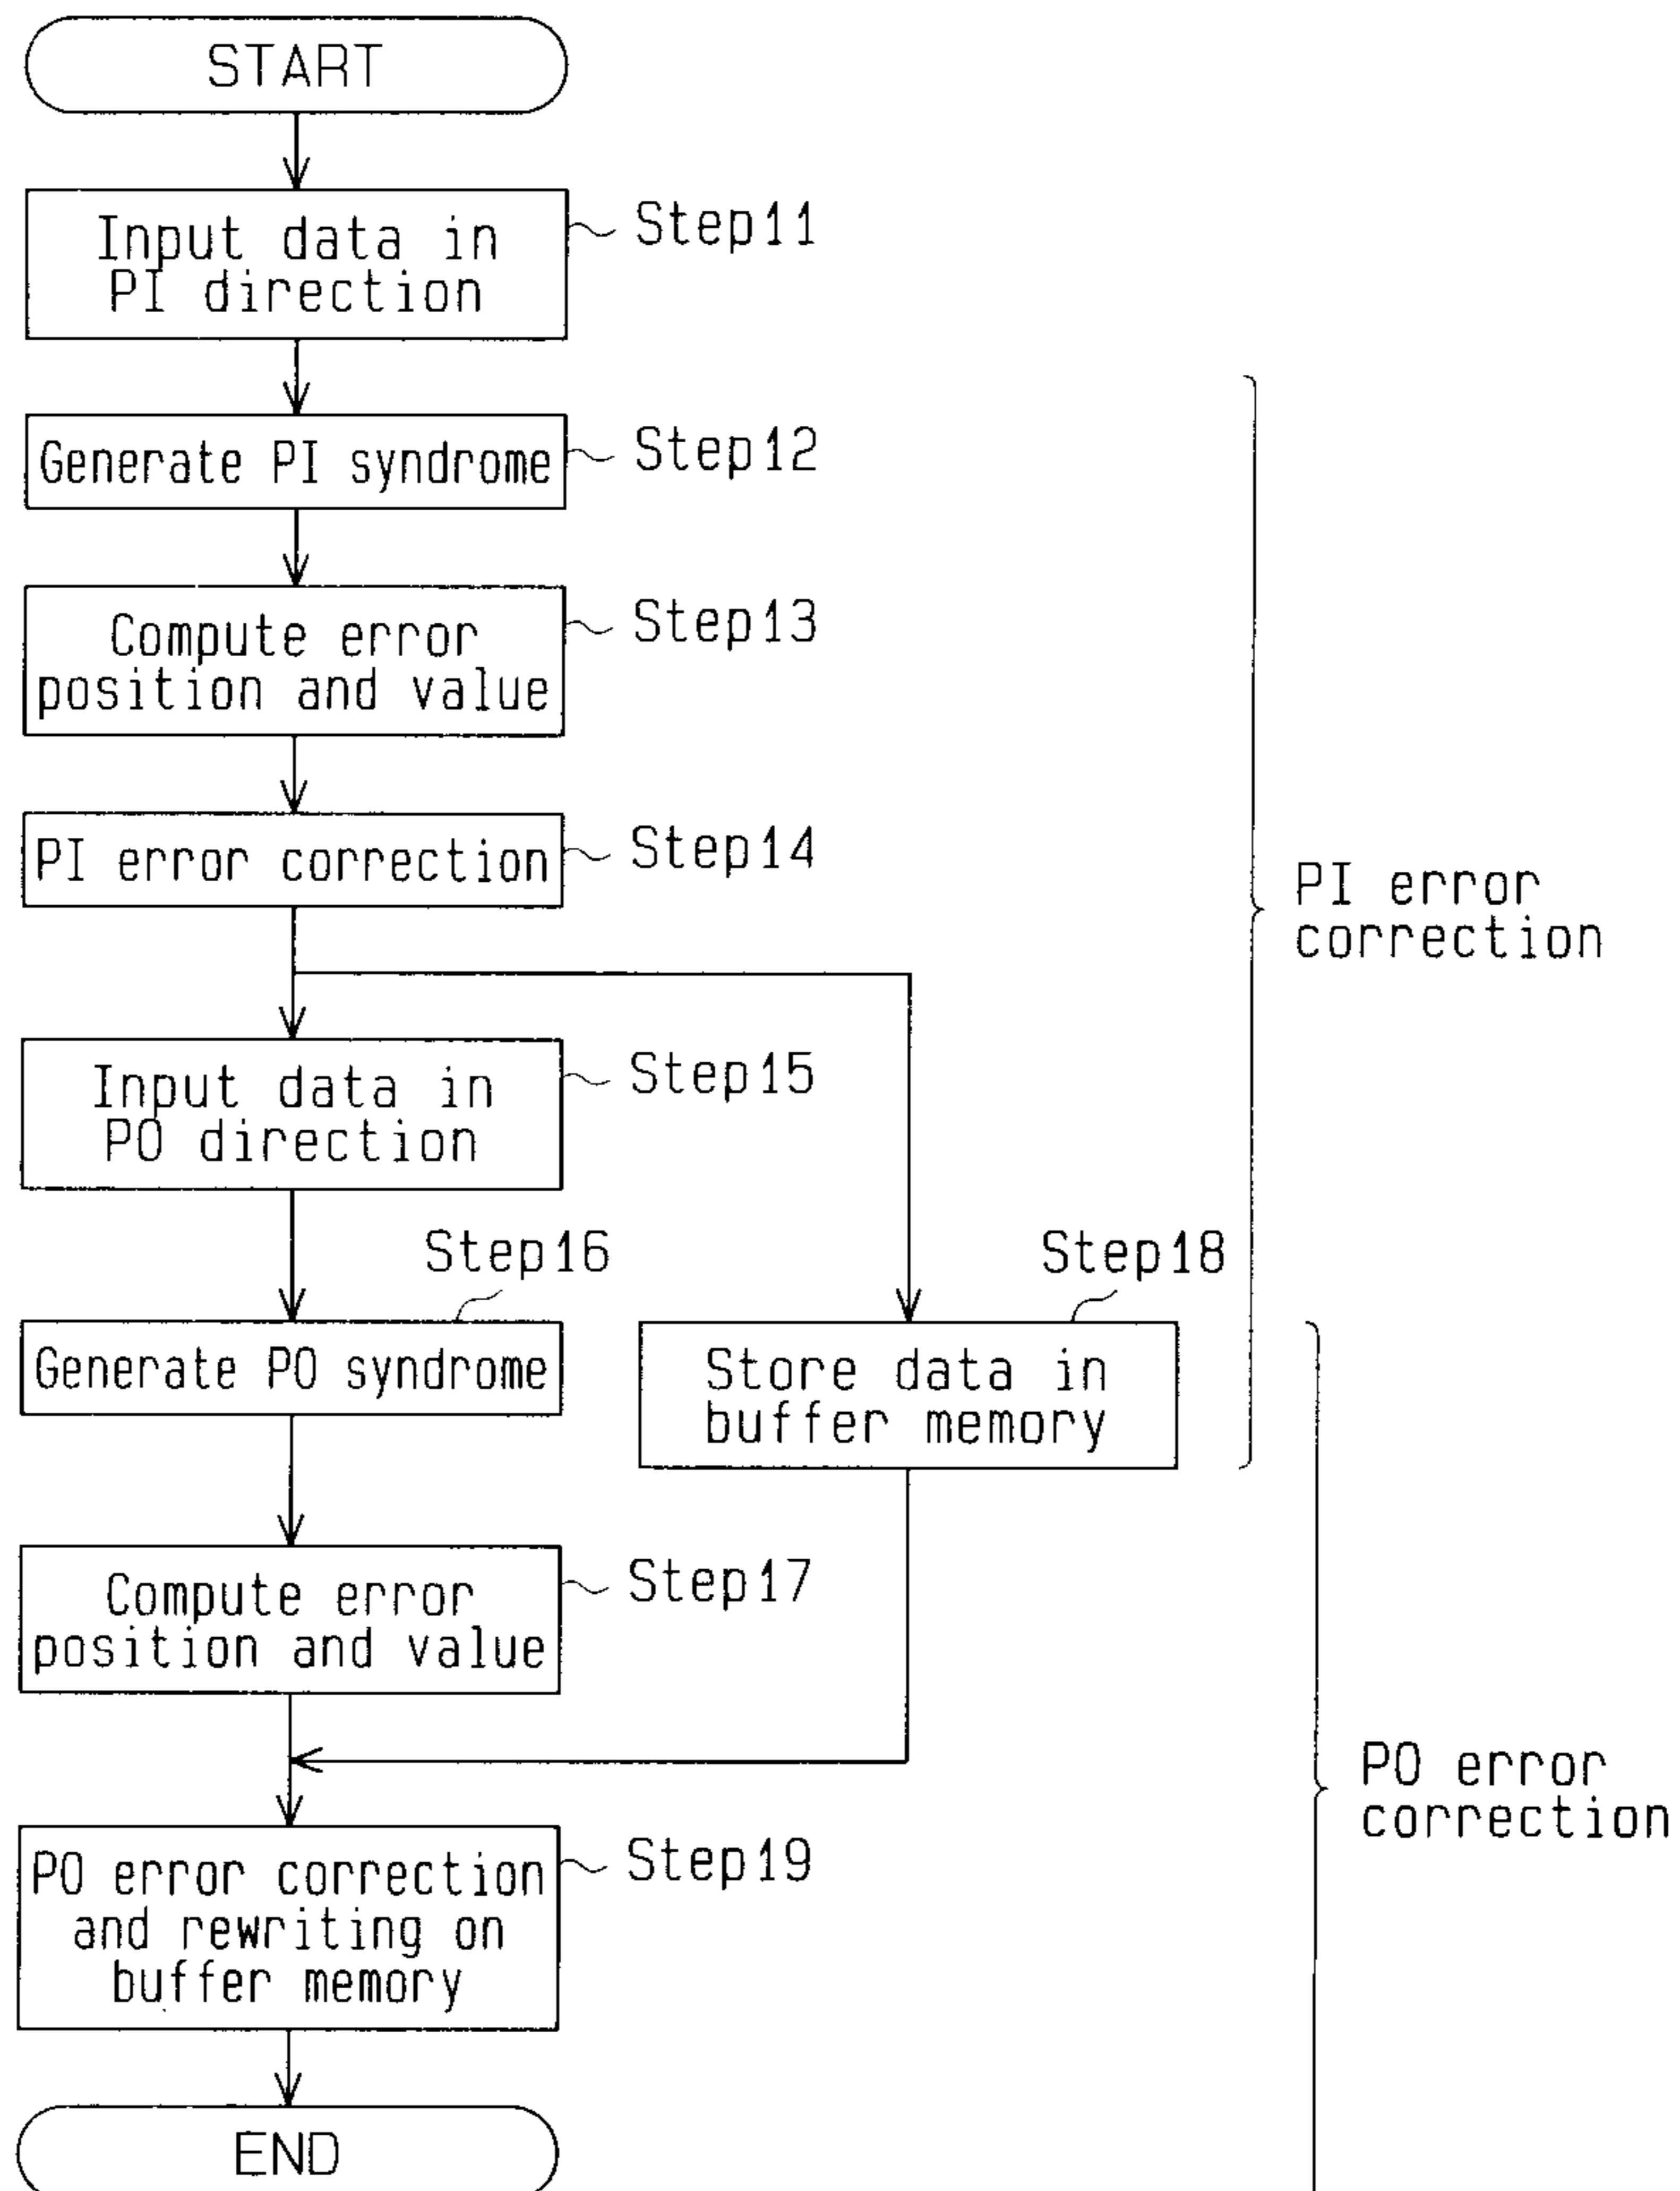 START
Input data in
PI direction
Step11
Generate PI syndrome
Step12
Compute error
position and value
Step13
PI error correction
Step14
PI error
correction
Input data in
PO direction
Step15
Step16
Step18
Generate PO syndrome
Store data in
buffer memory
Compute error
position and value
Step17
PO error
correction
PO error correction
and rewriting on
buffer memory
Step19
END